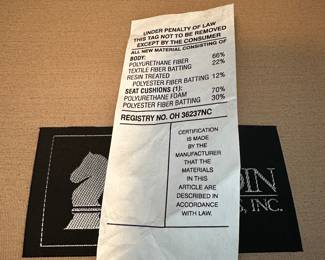 UNDER PENALTY OF LAW
THIS TAG NOT TO BE REMOVED
EXCEPT BY THE CONSUMER
ALL NEW MATERIAL CONSISTING OF
BODY:
POLYURETHANE FIBER 66%
TEXTILE FIBER BATTING 22%
RESIN TREATED
POLYESTER FIBER BATTING 12%
SEAT CUSHIONS (1):
POLYURETHANE FOAM 70%
POLYESTER FIBER BATTING 30%
REGISTRY NO. OH 36237NC
CERTIFICATION
IS MADE
BY THE
MANUFACTURER
THAT THE
MATERIALS
IN THIS
ARTICLE ARE
DESCRIBED IN
ACCORDANCE
WITH LAW.
INC.